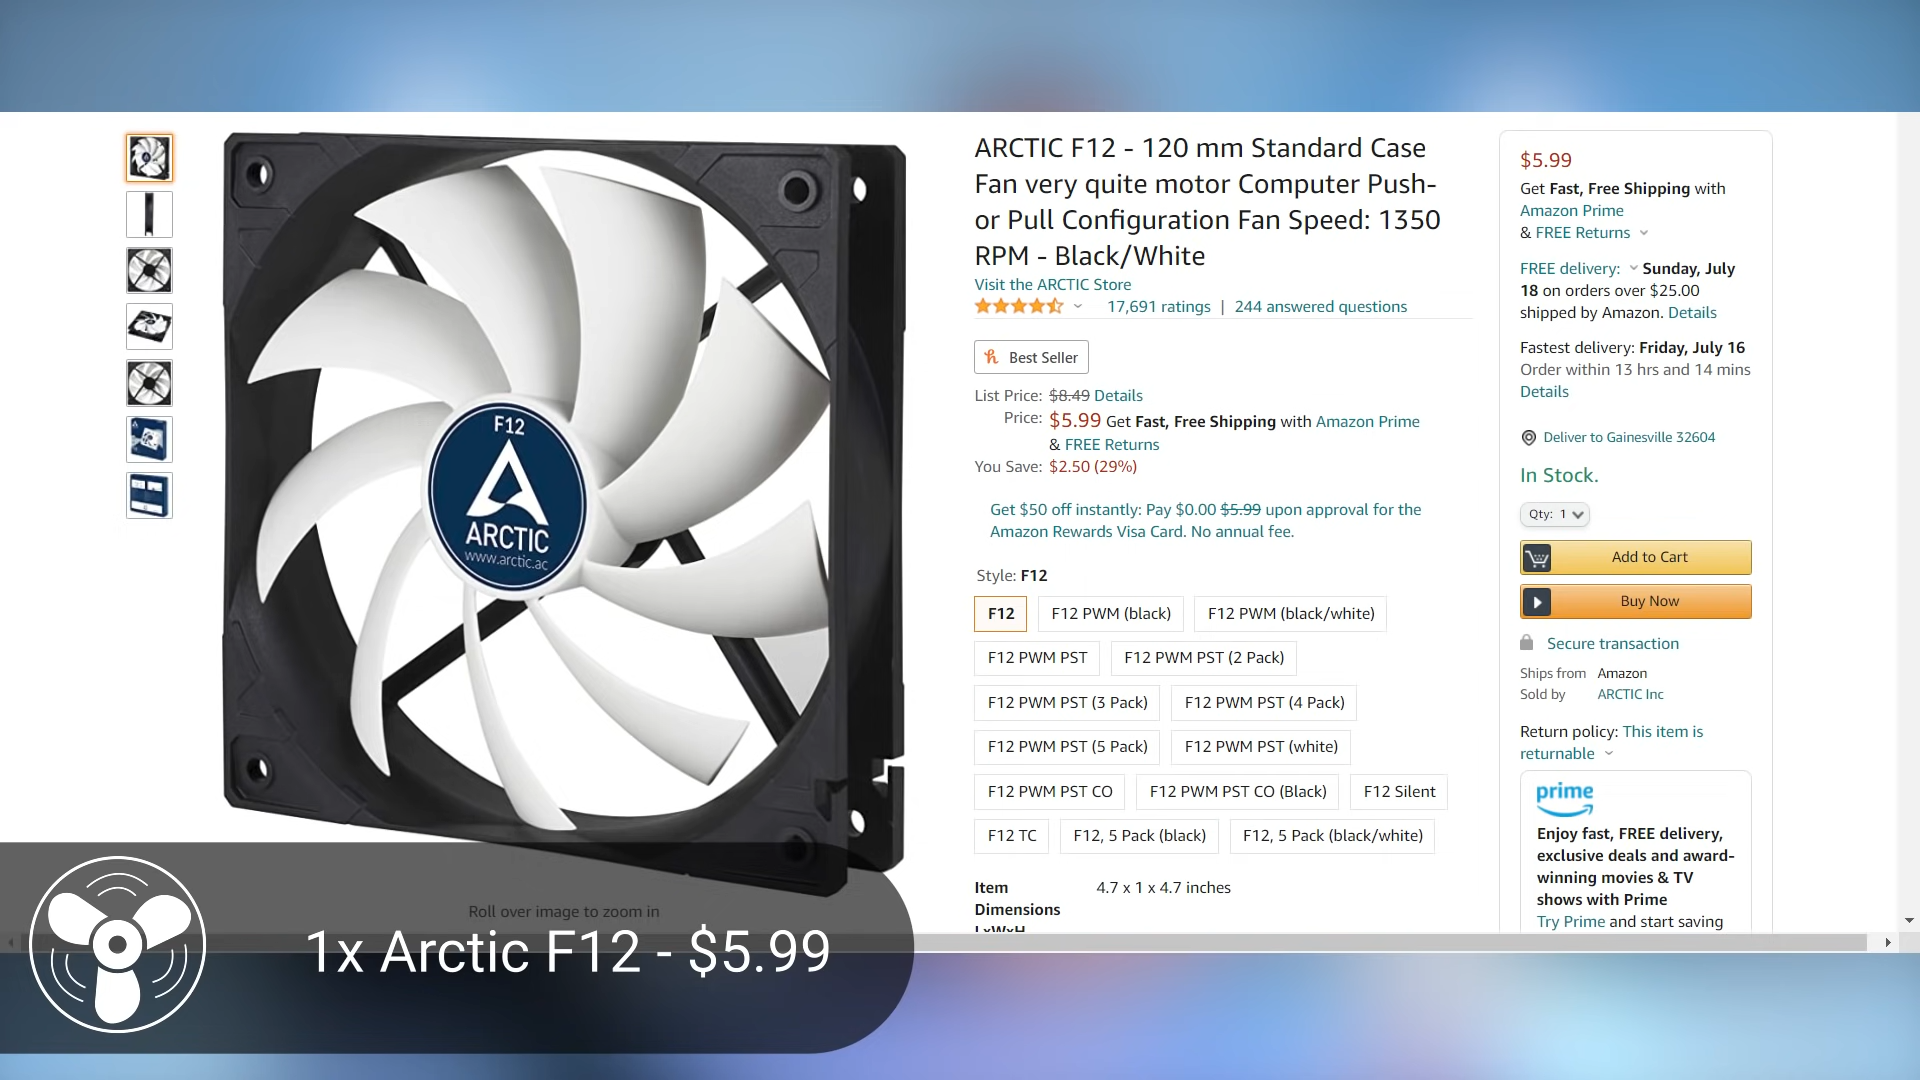 F12
ARCTIC
www.arctic.ac
Roll over image to zoom in
1x Arctic F12 - $5.99
ARCTIC F12 - 120 mm Standard Case
Fan very quite motor Computer Push-
or Pull Configuration Fan Speed: 1350
RPM - Black/White
Visit the ARCTIC Store
17,691 ratings | 244 answered questions
Best Seller
List Price: $8.49 Details
Price: $5.99 Get Fast, Free Shipping with Amazon Prime
& FREE Returns
You Save: $2.50 (29%)
Get $50 off instantly: Pay $0.00 $5.99 upon approval for the
Amazon Rewards Visa Card. No annual fee.
Style: F12
F12 F12 PWM (black) F12 PWM (black/white)
F12 PWM PST F12 PWM PST (2 Pack)
F12 PWM PST (3 Pack) F12 PWM PST (4 Pack)
F12 PWM PST (5 Pack) F12 PWM PST (white)
F12 PWM PST CO F12 PWM PST CO (Black) F12 Silent
F12 TC F12, 5 Pack (black) F12, 5 Pack (black/white)
Item 4.7 x 1 x 4.7 inches
Dimensions
LxWxH
$5.99
Get Fast, Free Shipping with
Amazon Prime
& FREE Returns
FREE delivery: Sunday, July
18 on orders over $25.00
shipped by Amazon. Details
Fastest delivery: Friday, July 16
Order within 13 hrs and 14 mins
Details
Deliver to Gainesville 32604
In Stock.
Qty: 1
Add to Cart
Buy Now
Secure transaction
Ships from Amazon
Sold by ARCTIC Inc
Return policy: This item is
returnable
prime
Enjoy fast, FREE delivery,
exclusive deals and award-
winning movies & TV
shows with Prime
Try Prime and start saving